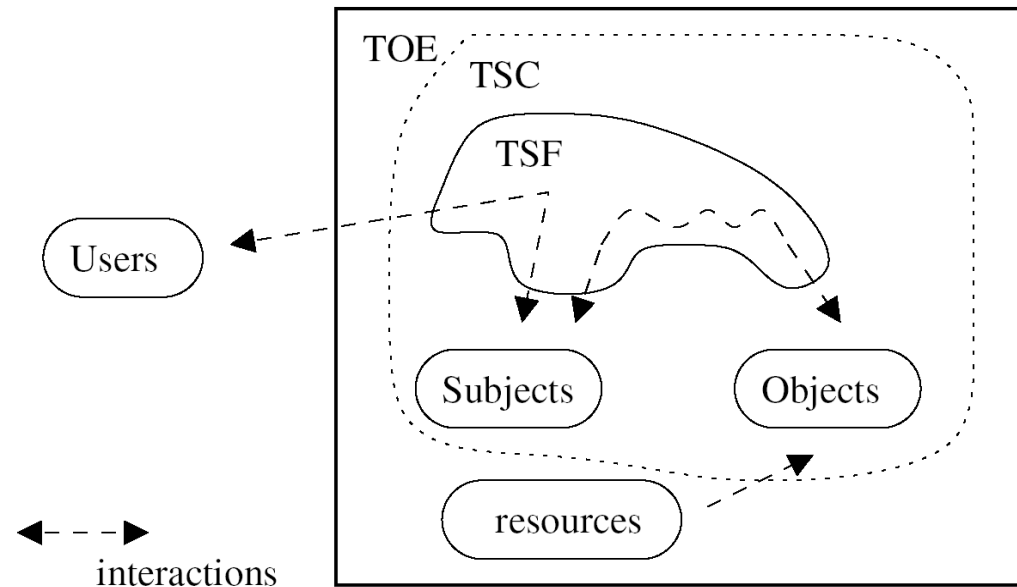 TOE
TSC
TSF
Users
Subjects
Objects
resources
interactions